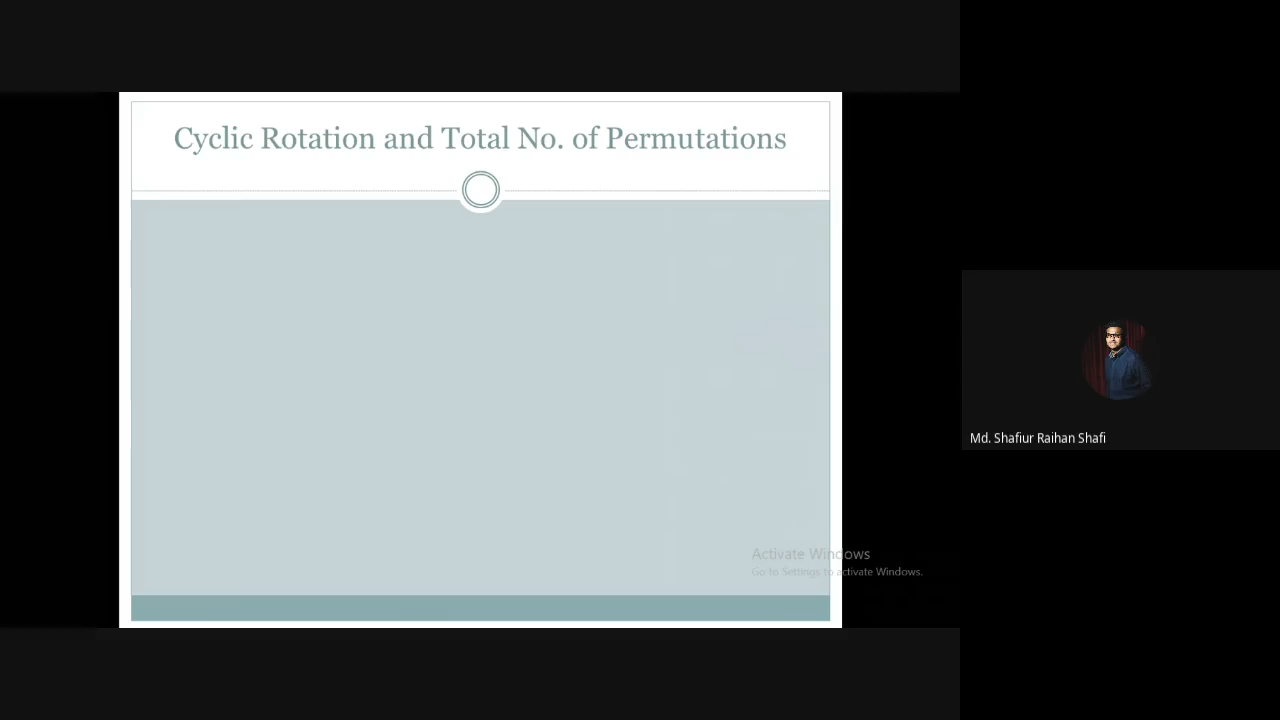 Cyclic Rotation and Total No. of Permutations
Md. Shafiur Raihan Shafi
Activate Windows
Go to Settings to activate Windows.